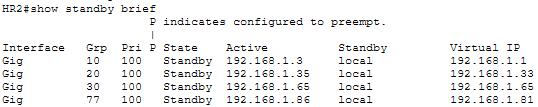 HR2#show standby brief
                     P indicates configured to preempt.
                     |
Interface   Grp  Pri P State   Active          Standby         Virtual IP
Gig         10   100   Standby 192.168.1.3     local           192.168.1.1
Gig         20   100   Standby 192.168.1.35    local           192.168.1.33
Gig         30   100   Standby 192.168.1.65    local           192.168.1.65
Gig         77   100   Standby 192.168.1.86    local           192.168.1.81